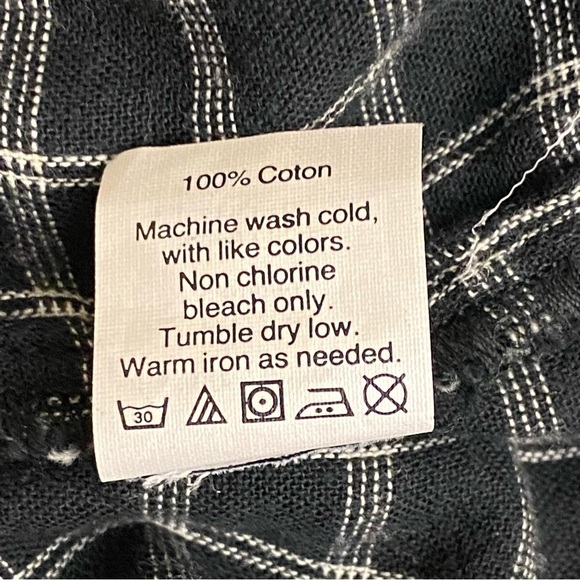 100% Coton
Machine wash cold,
with like colors.
Non chlorine
bleach only.
Tumble dry low.
Warm iron as needed.
30